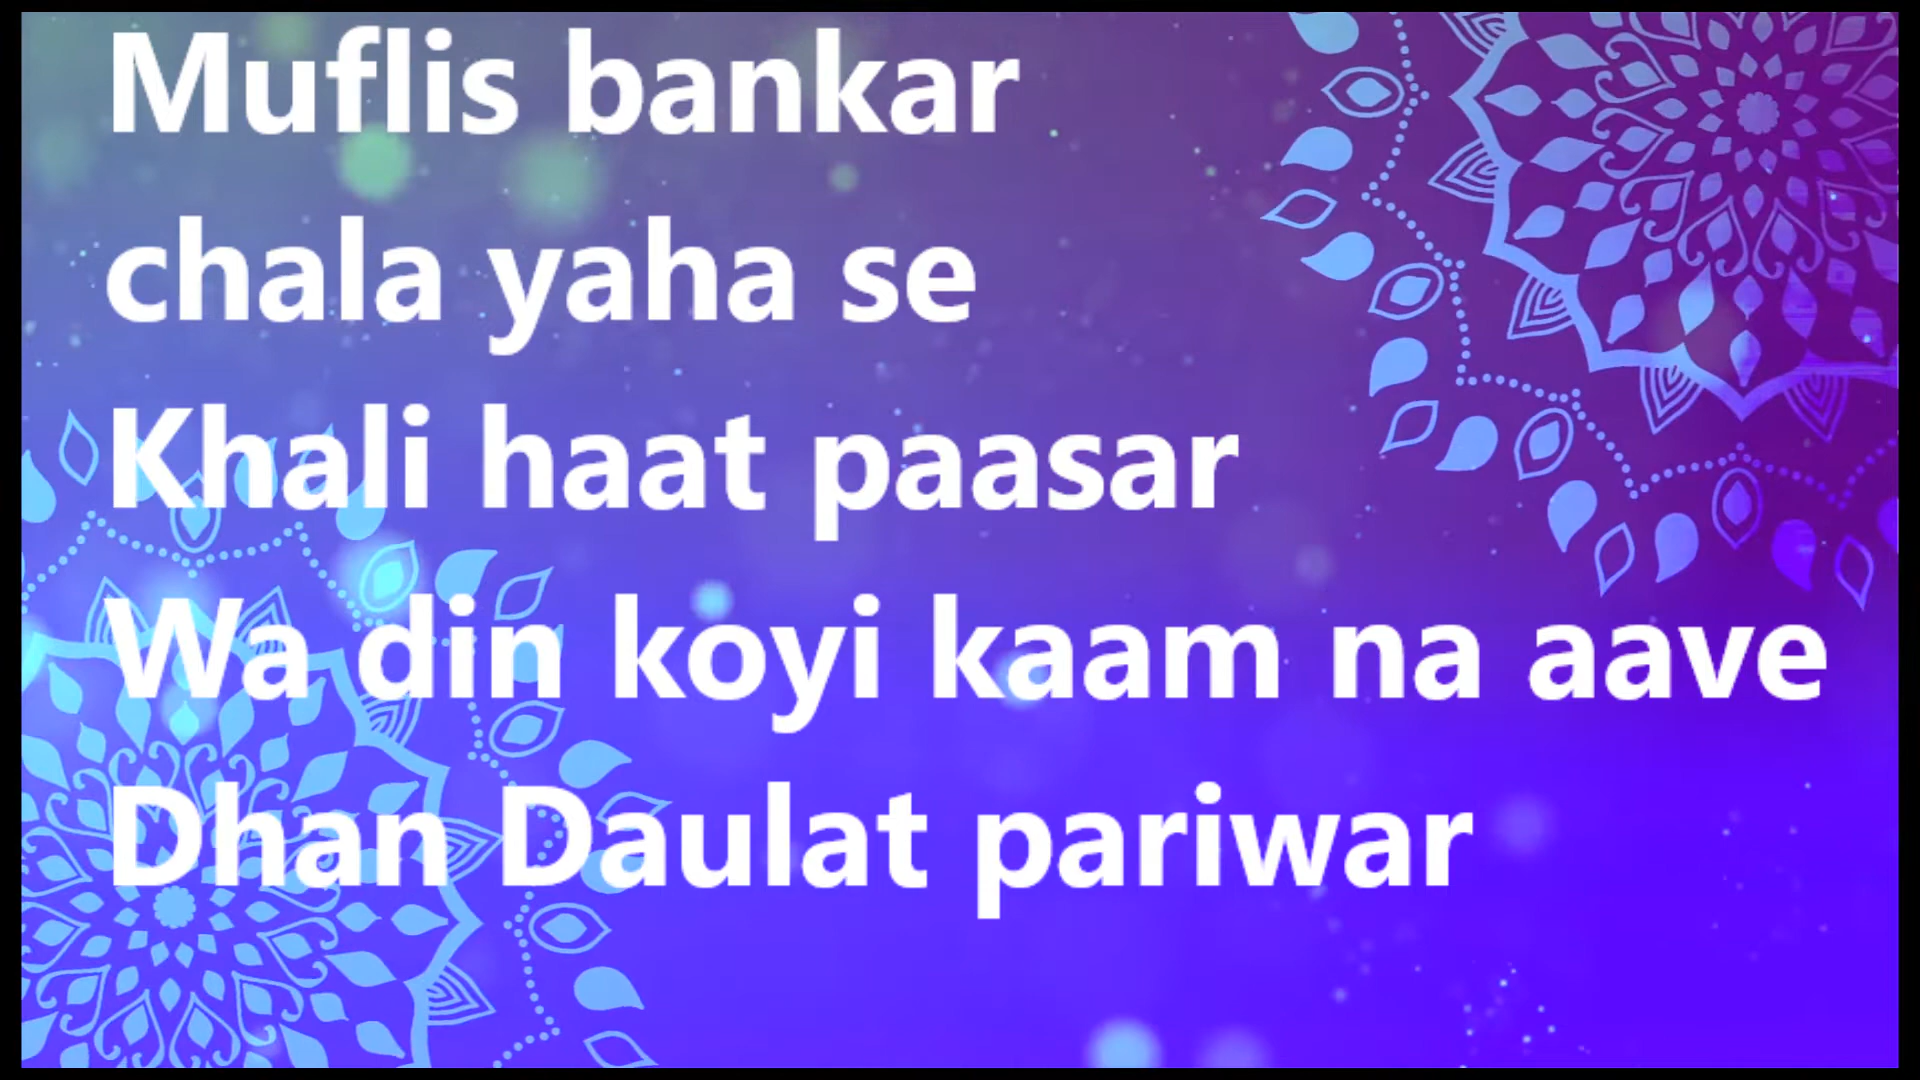 Muflis bankar
chala yaha se
Khali haat paasar
Wa din koyi kaam na aave
Dhan Daulat pariwar